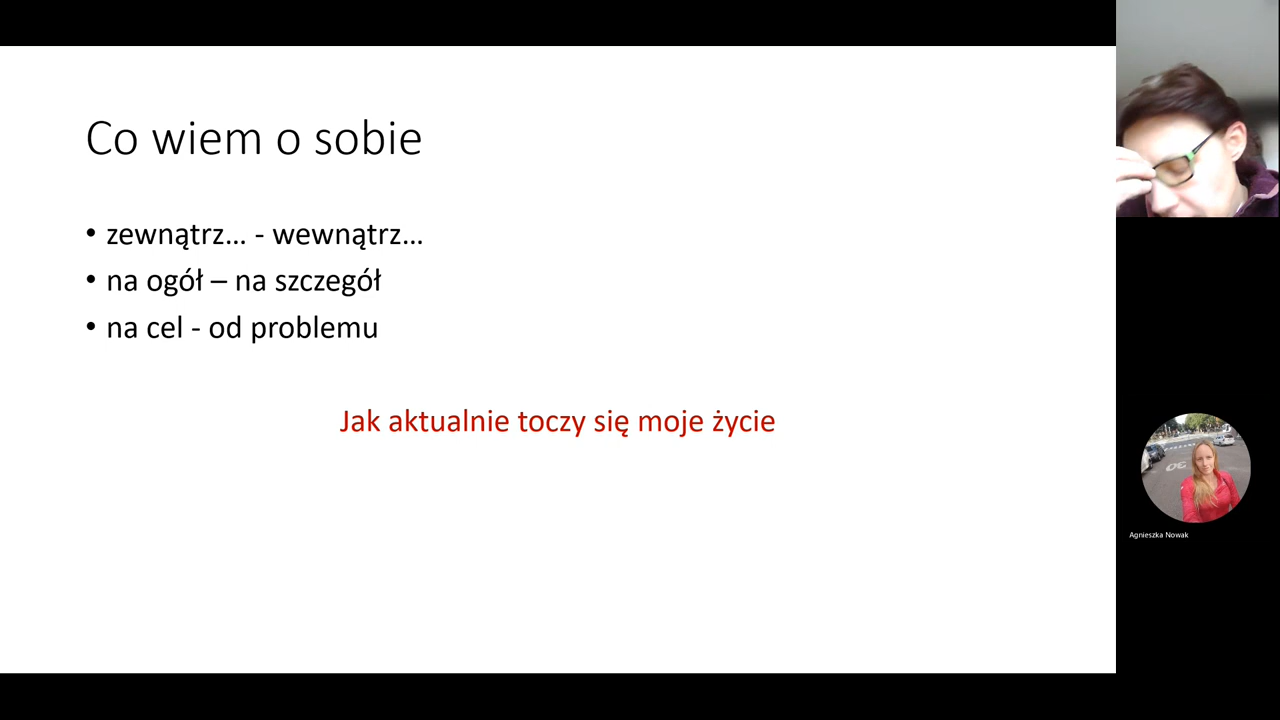 Co wiem o sobie
• zewnątrz... - wewnątrz...
• na ogół – na szczegół
• na cel - od problemu
Jak aktualnie toczy się moje życie
Agnieszka Nowak